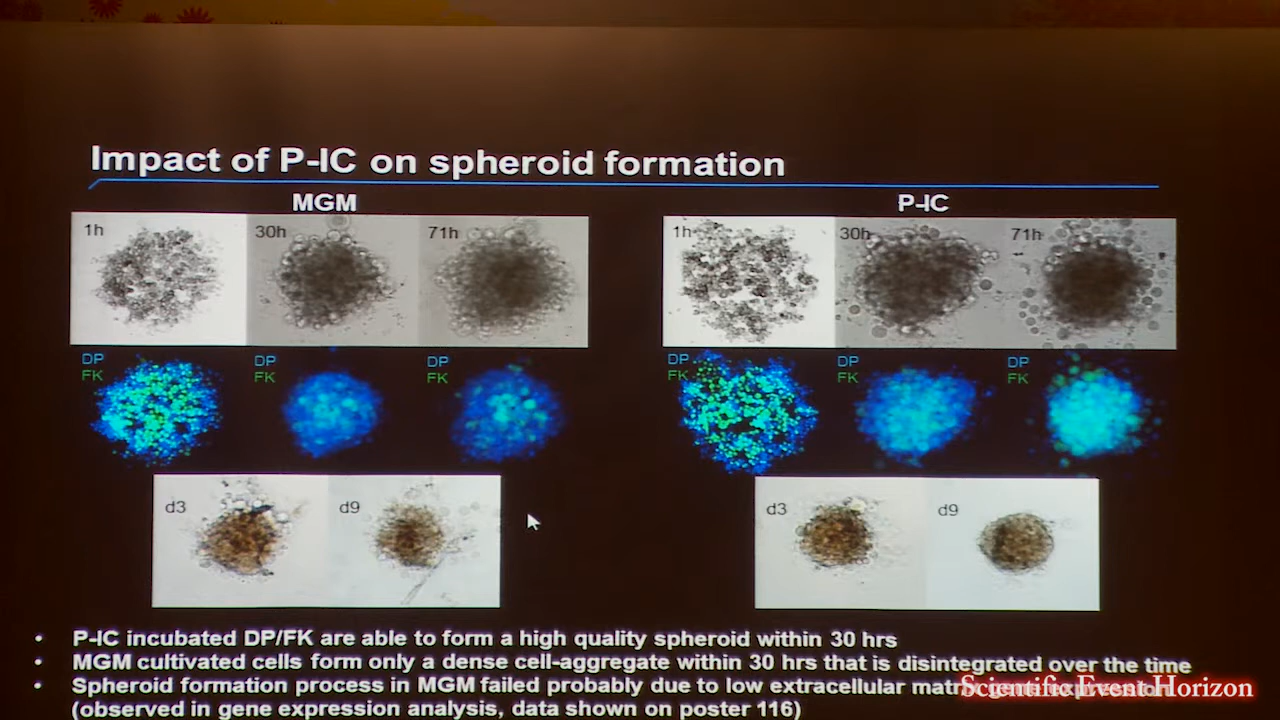 Impact of P-IC on spheroid formation
MGM
P-IC
1h
30h
71h
1h
30h
71h
DP
FK
DP
FK
DP
FK
DP
FK
DP
FK
DP
FK
d3
d9
d3
d9
• P-IC incubated DP/FK are able to form a high quality spheroid within 30 hrs
• MGM cultivated cells form only a dense cell-aggregate within 30 hrs that is disintegrated over the time
• Spheroid formation process in MGM failed probably due to low extracellular matrix
(observed in gene expression analysis, data shown on poster 116)
Scientific Event Horizon